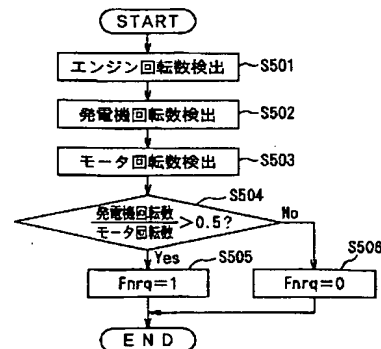 START
エンジン回転数検出 S501
発電機回転数検出 S502
モータ回転数検出 S503
S504
発電機回転数
モータ回転数
>0.5?
No
Yes
S505
S506
Fnrq=1
Fnrq=0
END